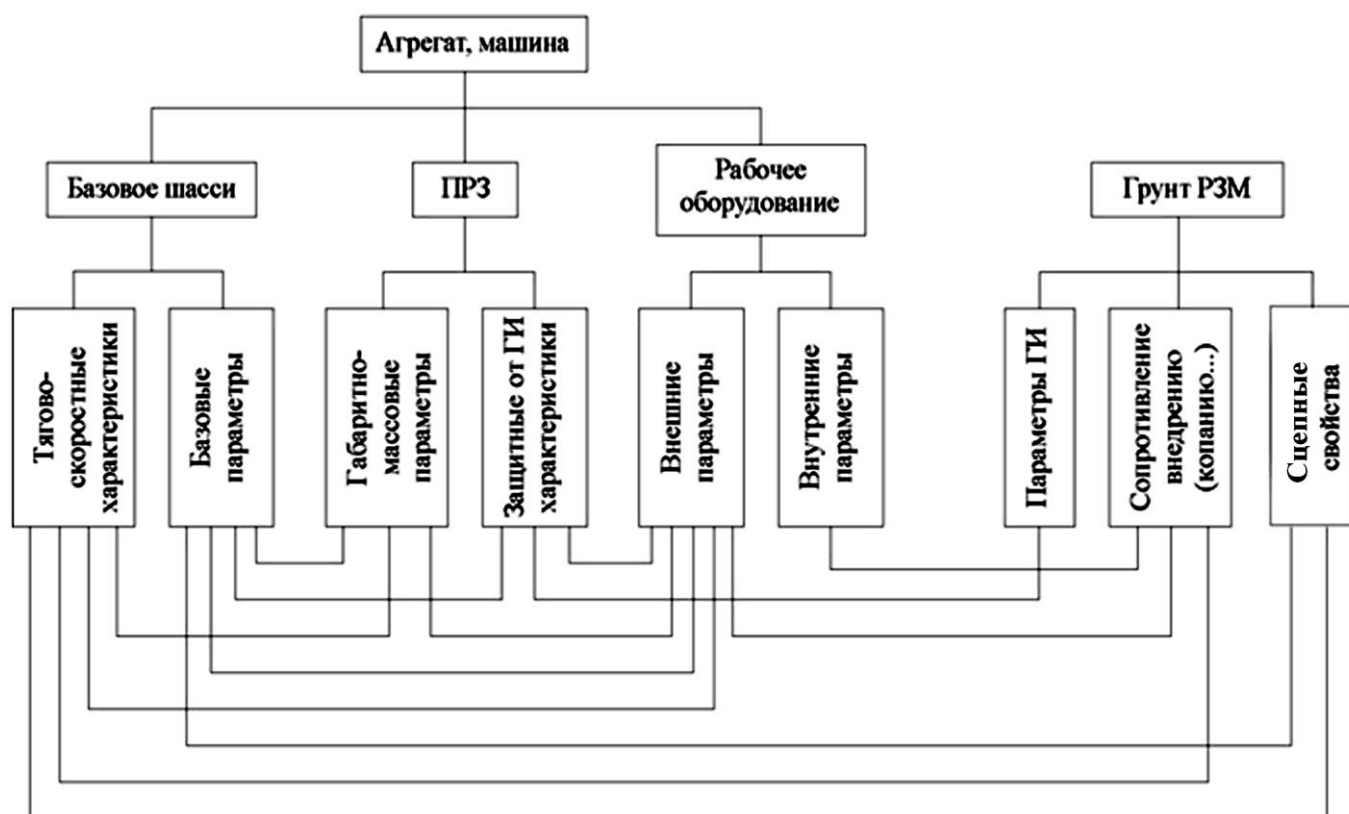 Агрегат, машина
Базовое шасси
ПРЗ
Рабочее
оборудование
Грунт РЗМ
Тягово-
скоростные
характеристики
Базовые
параметры
Габаритно-
массовые
параметры
Защитные от ГИ
характеристики
Внешние
параметры
Внутренние
параметры
Параметры ГИ
Сопротивление
внедрению
(копанию...)
Сцепные
свойства